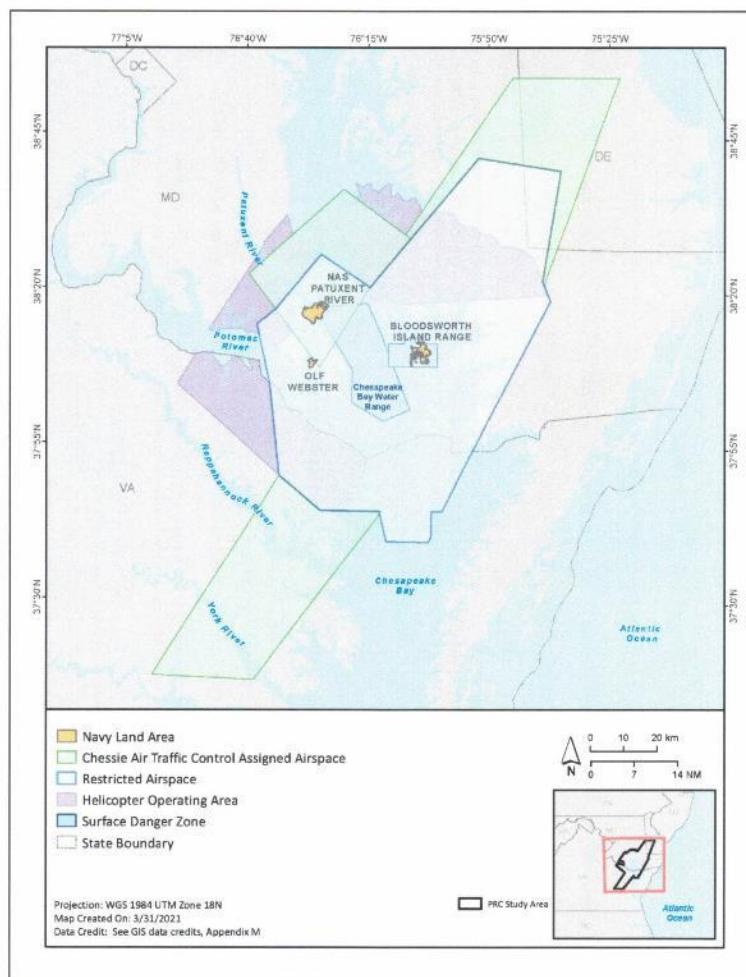 77°5'W 76°40'W 76°15'W 75°50'W 75°25'W
38°45'N
38°20'N
37°55'N
37°30'N
38°45'N
38°20'N
37°55'N
37°30'N
DC
MD
DE
VA
Patuxent River
NAS
PATUXENT
RIVER
Potomac
River
BLOODSWORTH
ISLAND RANGE
OLF
WEBSTER
Chesapeake
Bay Water
Range
Rappahannock River
York River
Chesapeake
Bay
Atlantic
Ocean
Navy Land Area
Chessie Air Traffic Control Assigned Airspace
Restricted Airspace
Helicopter Operating Area
Surface Danger Zone
State Boundary
0 10 20 km
N
0 7 14 NM
Projection: WGS 1984 UTM Zone 18N
Map Created On: 3/31/2021
Data Credit: See GIS data credits, Appendix M
PRC Study Area
Atlantic
Ocean